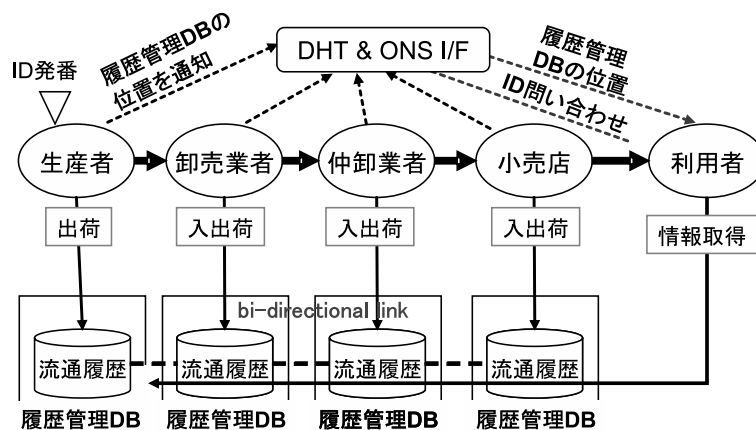 DHT & ONS I/F
履歴管理DBの
位置を通知
履歴管理
DBの位置
ID問い合わせ
ID発番
生産者
卸売業者
仲卸業者
小売店
利用者
出荷
入出荷
入出荷
入出荷
情報取得
bi-directional link
流通履歴
流通履歴
流通履歴
流通履歴
履歴管理DB
履歴管理DB
履歴管理DB
履歴管理DB